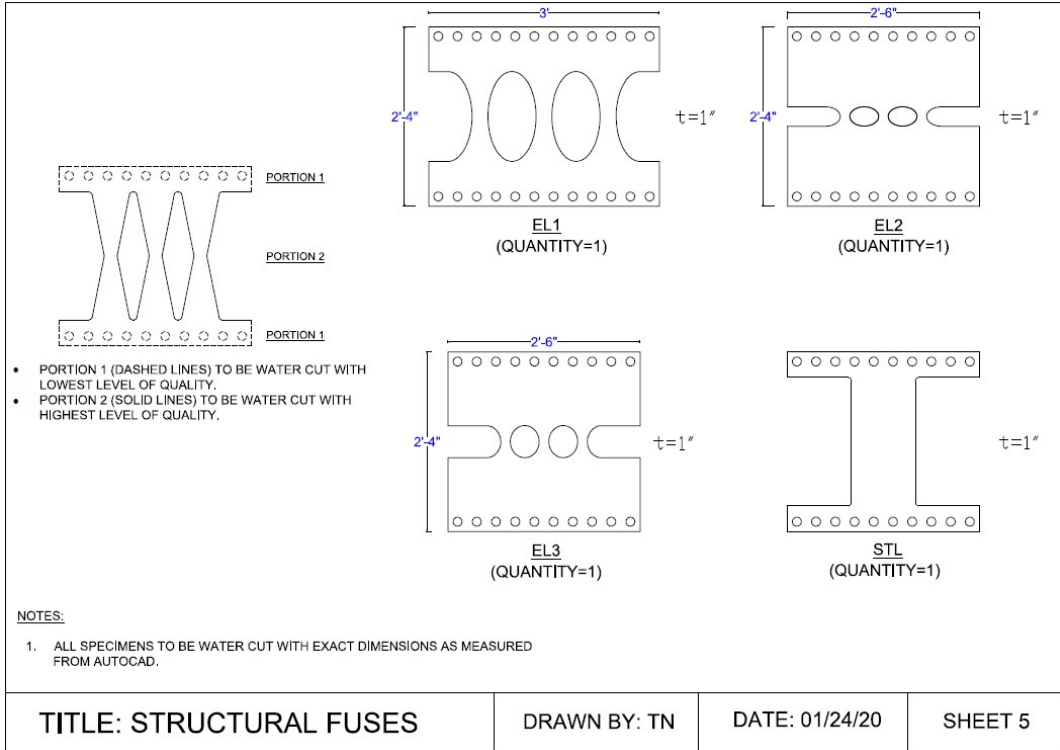 3'
2'-4"
t=1"
EL1
(QUANTITY=1)
2'-6"
2'-4"
t=1"
EL2
(QUANTITY=1)
PORTION 1
PORTION 2
PORTION 1
• PORTION 1 (DASHED LINES) TO BE WATER CUT WITH
LOWEST LEVEL OF QUALITY.
• PORTION 2 (SOLID LINES) TO BE WATER CUT WITH
HIGHEST LEVEL OF QUALITY.
2'-6"
2'-4"
t=1"
EL3
(QUANTITY=1)
t=1"
STL
(QUANTITY=1)
NOTES:
1. ALL SPECIMENS TO BE WATER CUT WITH EXACT DIMENSIONS AS MEASURED
FROM AUTOCAD.
TITLE: STRUCTURAL FUSES
DRAWN BY: TN
DATE: 01/24/20
SHEET 5